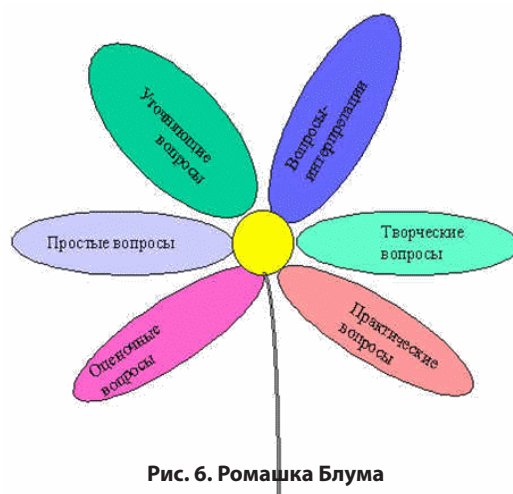 Уточняющие
вопросы
Вопросы-
интерпретации
Простые вопросы
Творческие
вопросы
Оценочные
вопросы
Практические
вопросы
Рис. 6. Ромашка Блума